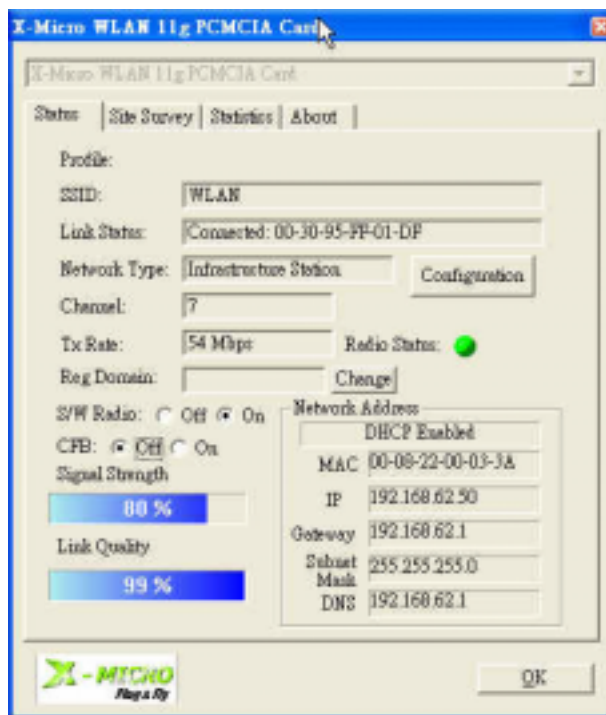 X-Micro WLAN 11g PCMCIA Card
X-Micro WLAN 11g PCMCIA Card
Status Site Survey Statistics About
Profile:
SSID: WLAN
Link Status: Connected: 00-30-95-FF-01-DF
Network Type: Infrastructure Station Configuration
Channel: 7
Tx Rate: 54 Mbps Radio Status:
Reg Domain: Change
S/W Radio: Off On
CFB: Off On
Signal Strength
80 %
Link Quality
99 %
Network Address
DHCP Enabled
MAC 00-08-22-00-03-3A
IP 192.168.62.50
Gateway 192.168.62.1
Subnet Mask 255.255.255.0
DNS 192.168.62.1
X-MICRO
Plug & Fly
OK